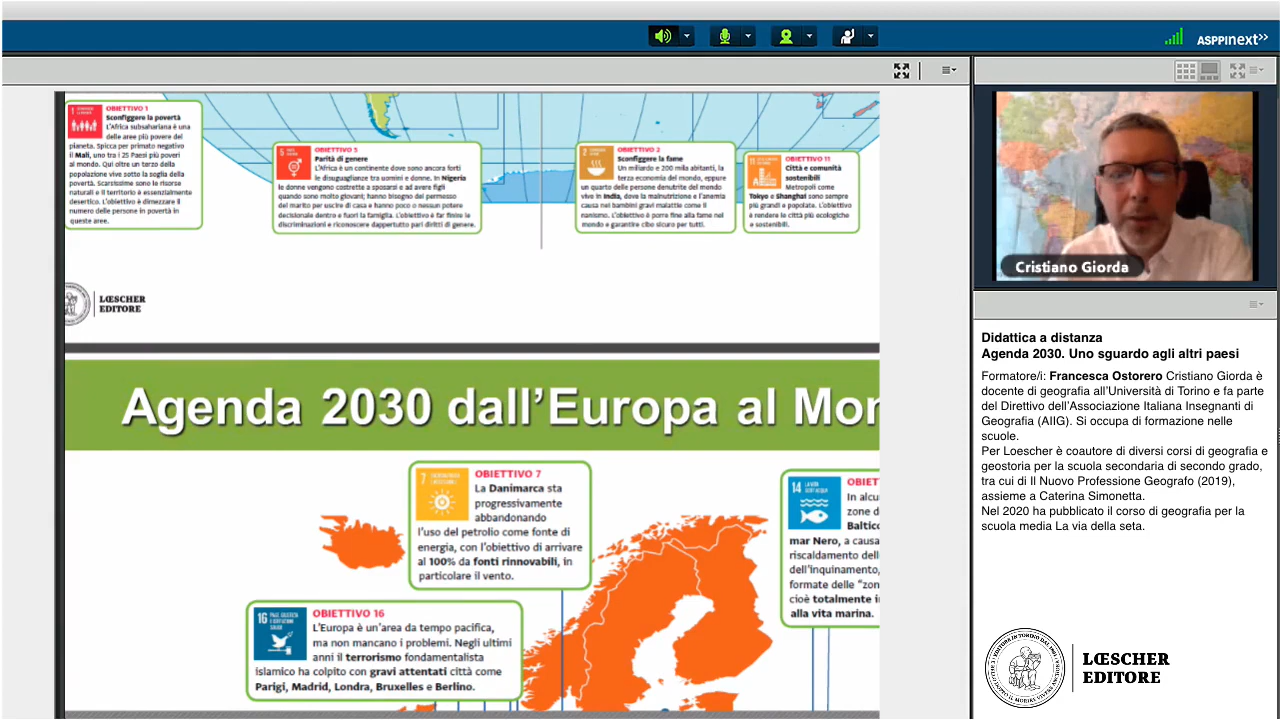 ASPPInext>>
1
OBIETTIVO 1
Sconfiggere la povertà
L'Africa subsahariana è una
delle aree più povere del
pianeta. Spicca per primato negativo
il Mali, uno tra i 25 Paesi più poveri
al mondo. Qui oltre un terzo della
popolazione vive sotto la soglia della
povertà. Scarsissime sono le risorse
naturali e il territorio è essenzialmente
desertico. L'obiettivo è dimezzare il
numero delle persone in povertà in
queste aree.
5
OBIETTIVO 5
Parità di genere
L'Africa è un continente dove sono ancora forti
le disuguaglianze tra uomini e donne. In Nigeria
le donne vengono costrette a sposarsi e ad avere figli
quando sono molto giovani; hanno bisogno del permesso
del marito per uscire di casa e hanno poco o nessun potere
decisionale dentro e fuori la famiglia. L'obiettivo è far finire le
discriminazioni e riconoscere dappertutto pari diritti di genere.
2
OBIETTIVO 2
Sconfiggere la fame
Un miliardo e 200 mila abitanti, la
terza economia del mondo, eppure
un quarto delle persone denutrite del mondo
vive in India, dove la malnutrizione e l'anemia
causa nei bambini gravi malattie come il
nanismo. L'obiettivo è porre fine alla fame nel
mondo e garantire cibo sicuro per tutti.
11
OBIETTIVO 11
Città e comunità
sostenibili
Metropoli come
Tokyo e Shanghai sono sempre
più grandi e popolate. L'obiettivo
è rendere le città più ecologiche
e sostenibili.
LŒSCHER
EDITORE
Agenda 2030 dall'Europa al Mon
7
OBIETTIVO 7
La Danimarca sta
progressivamente
abbandonando
l'uso del petrolio come fonte di
energia, con l'obiettivo di arrivare
al 100% da fonti rinnovabili, in
particolare il vento.
14 LA VITA
SOTT'ACQUA
OBIET
In alcu
zone d
Baltico
mar Nero, a causa
riscaldamento dell
dell'inquinamento,
formate delle "zon
cioè totalmente i
alla vita marina.
16 PACE, GIUSTIZIA
E ISTITUZIONI
SOLIDE
OBIETTIVO 16
L'Europa è un'area da tempo pacifica,
ma non mancano i problemi. Negli ultimi
anni il terrorismo fondamentalista
islamico ha colpito con gravi attentati città come
Parigi, Madrid, Londra, Bruxelles e Berlino.
Cristiano Giorda
Didattica a distanza
Agenda 2030. Uno sguardo agli altri paesi
Formatore/i: Francesca Ostorero Cristiano Giorda è
docente di geografia all'Università di Torino e fa parte
del Direttivo dell'Associazione Italiana Insegnanti di
Geografia (AIIG). Si occupa di formazione nelle
scuole.
Per Loescher è coautore di diversi corsi di geografia e
geostoria per la scuola secondaria di secondo grado,
tra cui di Il Nuovo Professione Geografo (2019),
assieme a Caterina Simonetta.
Nel 2020 ha pubblicato il corso di geografia per la
scuola media La via della seta.
LŒSCHER
EDITORE